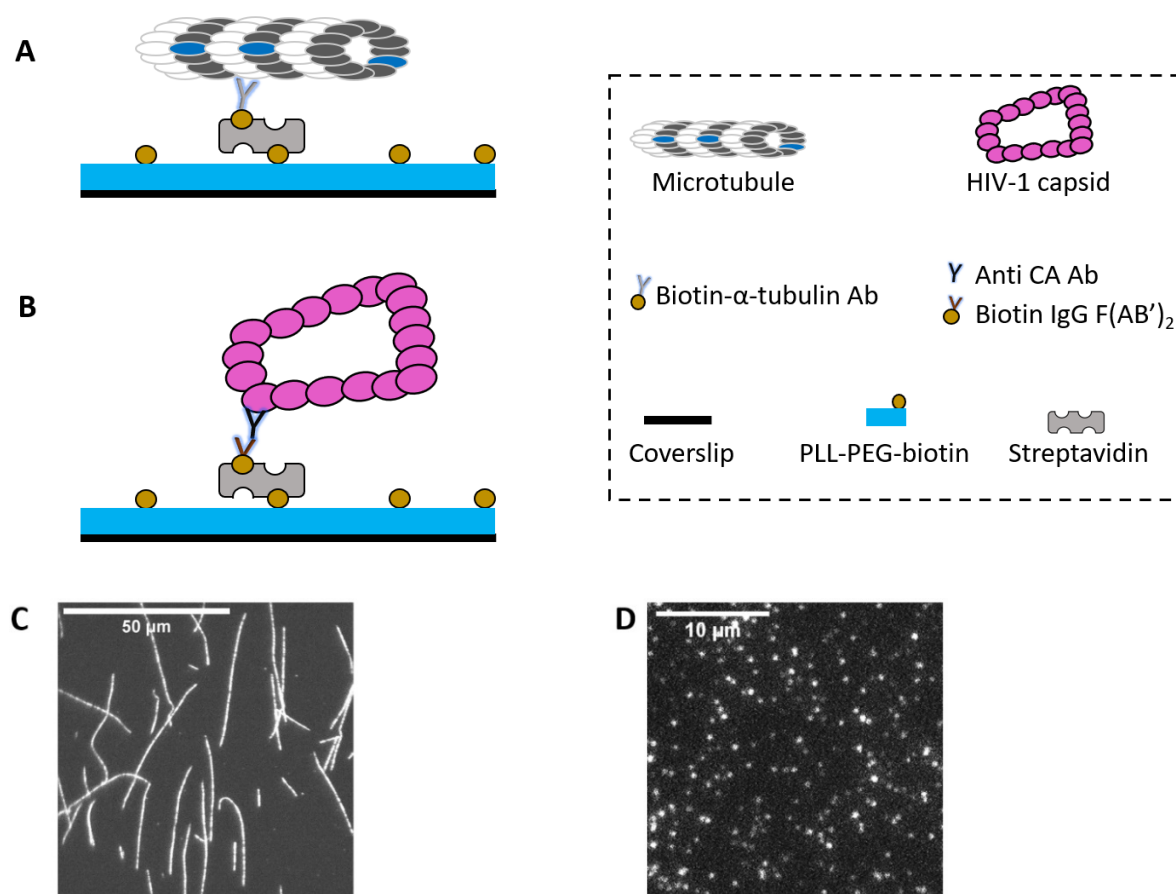 A
Microtubule
HIV-1 capsid
Biotin-α-tubulin Ab
Anti CA Ab
Biotin IgG F(AB')₂
Coverslip
PLL-PEG-biotin
Streptavidin
B
C
50 μm
D
10 μm